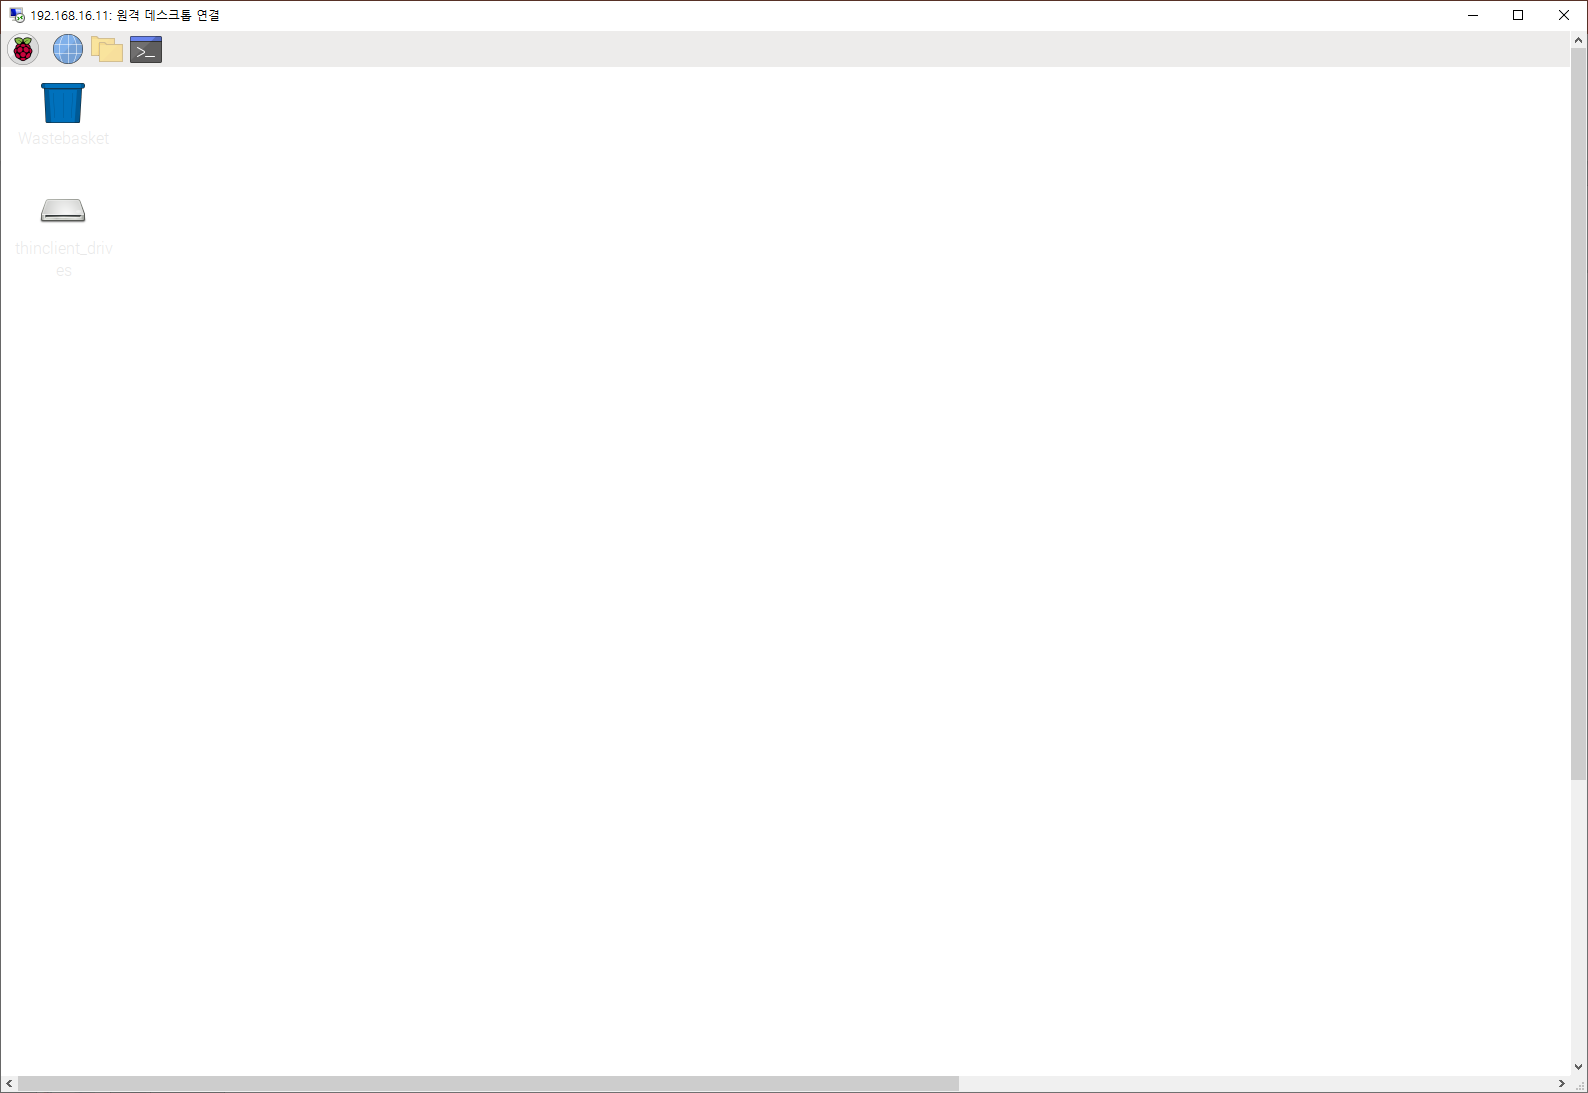 192.168.16.11: 원격 데스크톱 연결
>_
Wastebasket
thinclient_driv
es